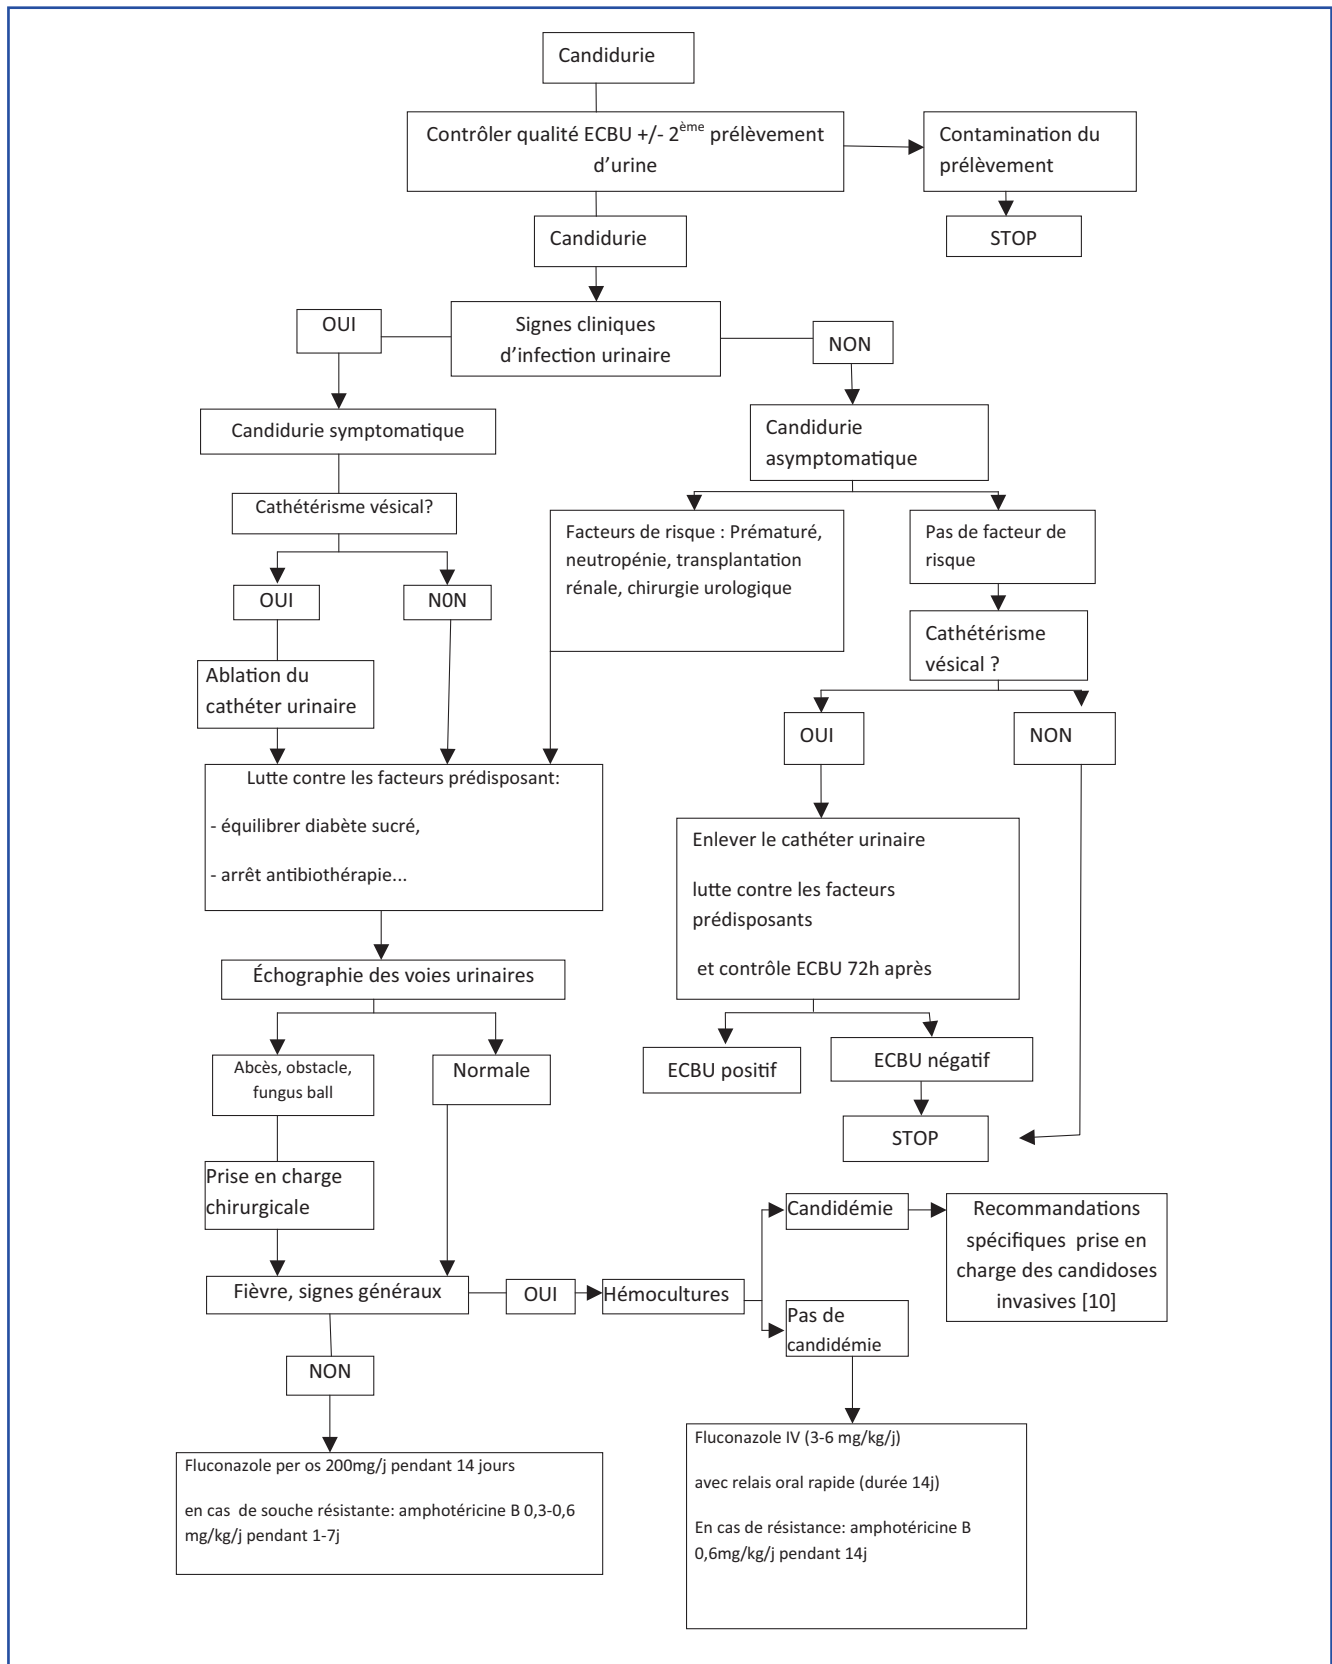 Candidurie
Contrôler qualité ECBU +/- 2ème prélèvement
d'urine
Contamination du
prélèvement
STOP
Candidurie
Signes cliniques
d'infection urinaire
OUI
NON
Candidurie symptomatique
Candidurie
asymptomatique
Cathétérisme vésical?
OUI
N0N
Ablation du
cathéter urinaire
Facteurs de risque : Prématuré,
neutropénie, transplantation
rénale, chirurgie urologique
Pas de facteur de
risque
Cathétérisme
vésical ?
OUI
NON
Lutte contre les facteurs prédisposant:
- équilibrer diabète sucré,
- arrêt antibiothérapie...
Enlever le cathéter urinaire
lutte contre les facteurs
prédisposants
et contrôle ECBU 72h après
Échographie des voies urinaires
Abcès, obstacle,
fungus ball
Normale
ECBU positif
ECBU négatif
STOP
Prise en charge
chirurgicale
Fièvre, signes généraux
OUI
Hémocultures
Candidémie
Recommandations
spécifiques prise en
charge des candidoses
invasives [10]
Pas de
candidémie
NON
Fluconazole per os 200mg/j pendant 14 jours
en cas de souche résistante: amphotéricine B 0,3-0,6
mg/kg/j pendant 1-7j
Fluconazole IV (3-6 mg/kg/j)
avec relais oral rapide (durée 14j)
En cas de résistance: amphotéricine B
0,6mg/kg/j pendant 14j